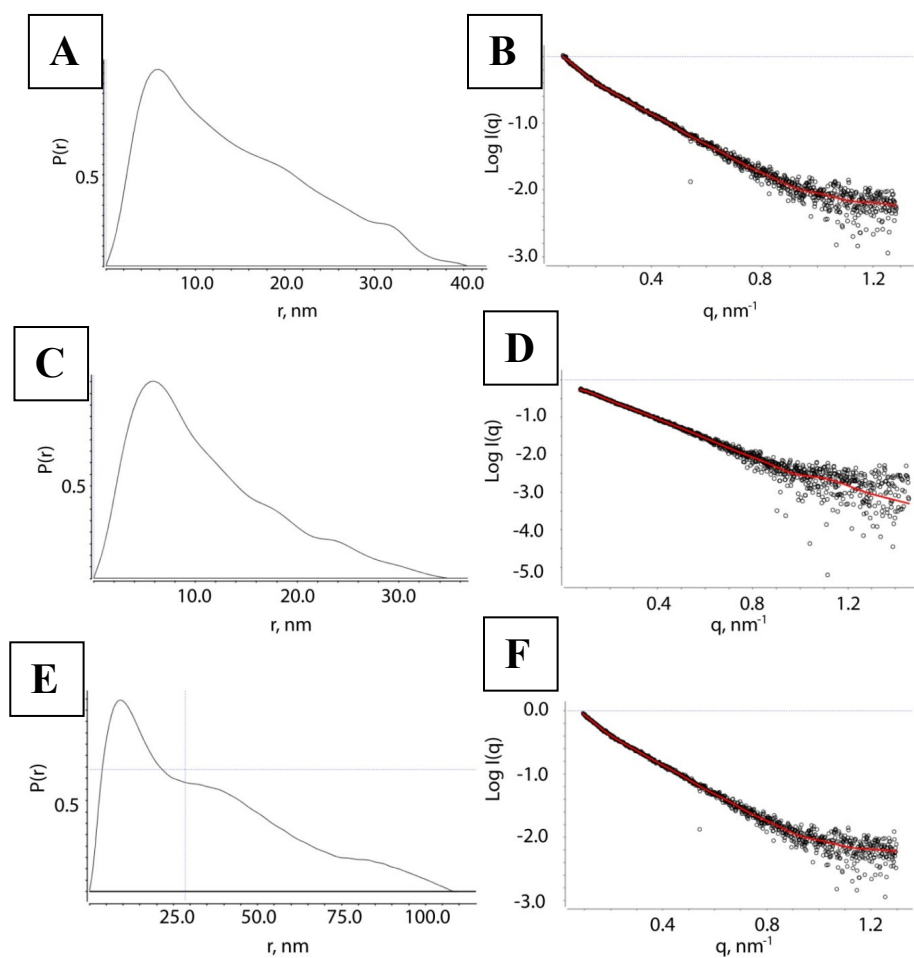 A
P(r)
0.5
10.0 20.0 30.0 40.0
r, nm
B
Log I(q)
-1.0
-2.0
-3.0
0.4 0.8 1.2
q, nm-1
C
P(r)
0.5
10.0 20.0 30.0
r, nm
D
Log I(q)
-1.0
-2.0
-3.0
-4.0
-5.0
0.4 0.8 1.2
q, nm-1
E
P(r)
0.5
25.0 50.0 75.0 100.0
r, nm
F
Log I(q)
0.0
-1.0
-2.0
-3.0
0.4 0.8 1.2
q, nm-1